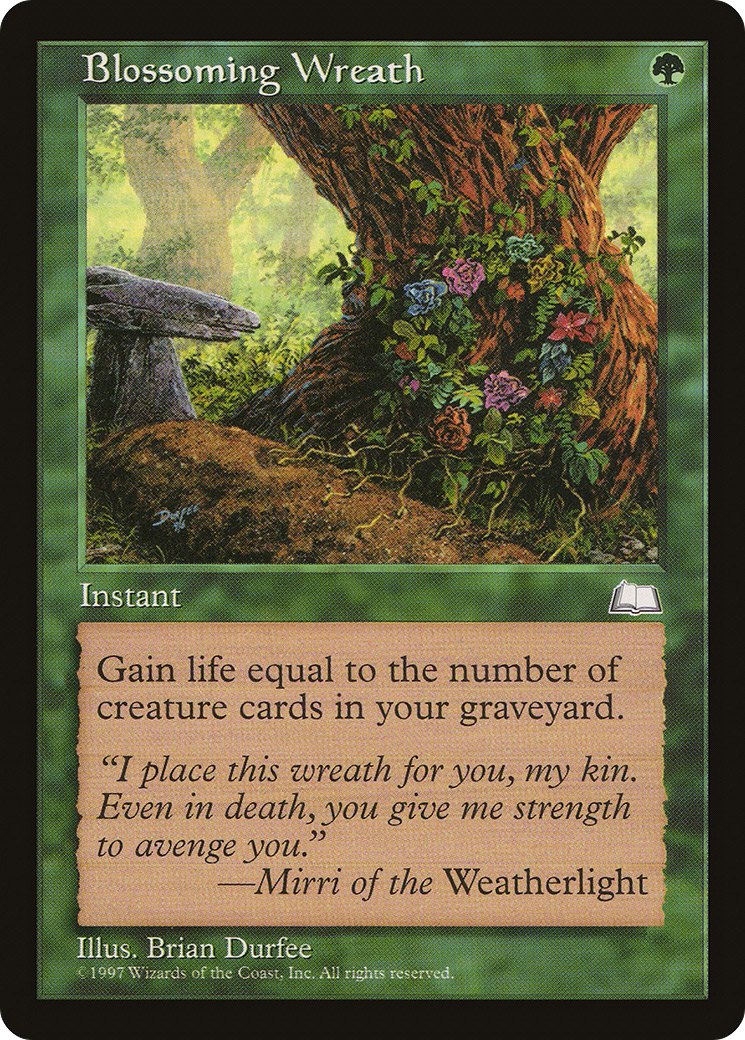 Blossoming Wreath
Durfee
Instant
Gain life equal to the number of
creature cards in your graveyard.
“I place this wreath for you, my kin.
Even in death, you give me strength
to avenge you.”
—Mirri of the Weatherlight
Illus. Brian Durfee
©1997 Wizards of the Coast, Inc. All rights reserved.